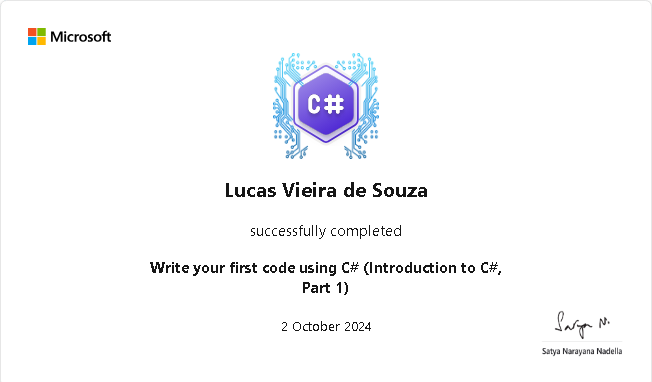 Microsoft
C#
Lucas Vieira de Souza
successfully completed
Write your first code using C# (Introduction to C#,
Part 1)
2 October 2024
Satya N.
Satya Narayana Nadella